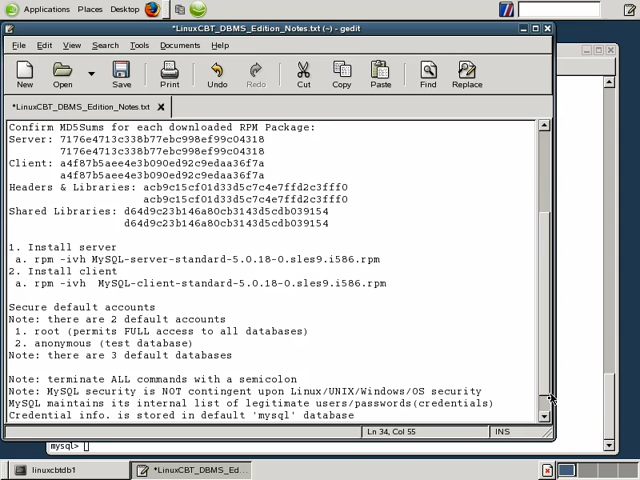 Applications Places Desktop
*LinuxCBT_DBMS_Edition_Notes.txt (~) - gedit
File Edit View Search Tools Documents Help
New Open Save Print Undo Redo Cut Copy Paste Find Replace
*LinuxCBT_DBMS_Edition_Notes.txt
Confirm MD5Sums for each downloaded RPM Package:
Server: 7176e4713c338b77ebc998ef99c04318
7176e4713c338b77ebc998ef99c04318
Client: a4f87b5aee4e3b090ed92c9edaa36f7a
a4f87b5aee4e3b090ed92c9edaa36f7a
Headers & Libraries: acb9c15cf01d33d5c7c4e7ffd2c3fff0
acb9c15cf01d33d5c7c4e7ffd2c3fff0
Shared Libraries: d64d9c23b146a80cb3143d5cdb039154
d64d9c23b146a80cb3143d5cdb039154
1. Install server
a. rpm -ivh MySQL-server-standard-5.0.18-0.sles9.i586.rpm
2. Install client
a. rpm -ivh  MySQL-client-standard-5.0.18-0.sles9.i586.rpm
Secure default accounts
Note: there are 2 default accounts
1. root (permits FULL access to all databases)
2. anonymous (test database)
Note: there are 3 default databases
Note: terminate ALL commands with a semicolon
Note: MySQL security is NOT contingent upon Linux/UNIX/Windows/OS security
MySQL maintains its internal list of legitimate users/passwords(credentials)
Credential info. is stored in default 'mysql' database
Ln 34, Col 55 INS
mysql>
linuxcbtdb1 *LinuxCBT_DBMS_Ed...